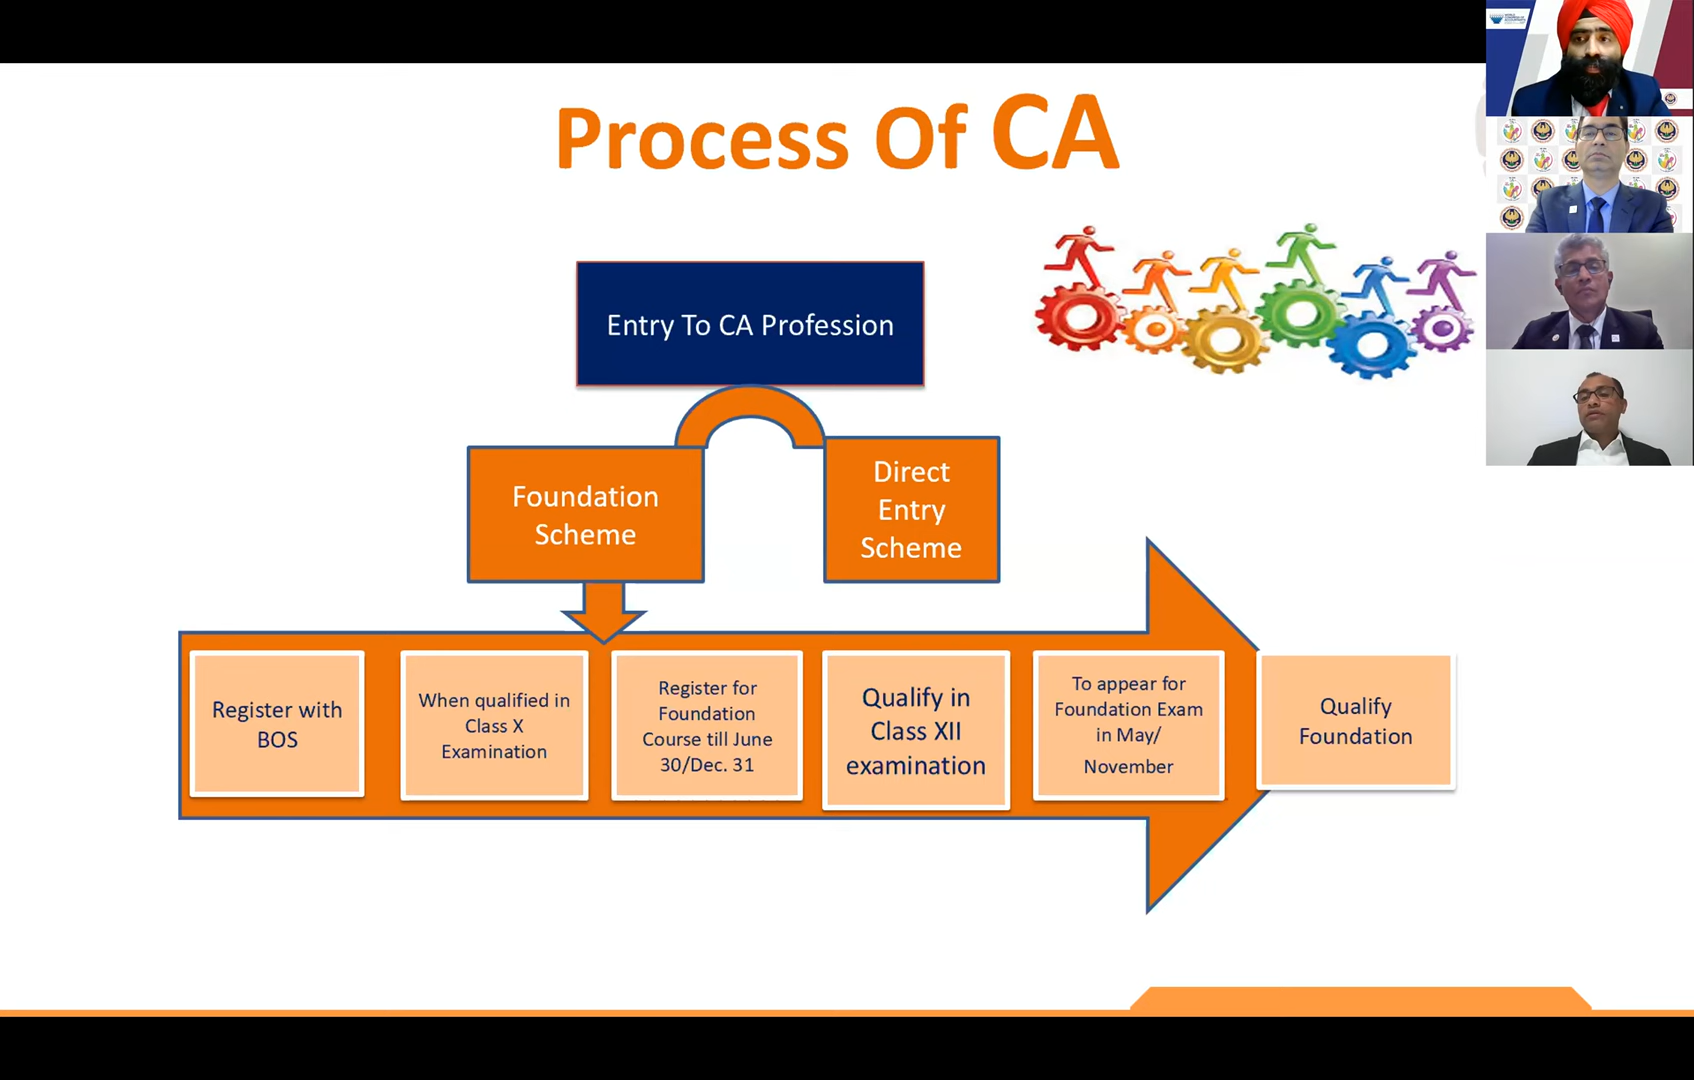 Process Of CA
Entry To CA Profession
Foundation
Scheme
Direct
Entry
Scheme
Register with
BOS
When qualified in
Class X
Examination
Register for
Foundation
Course till June
30/Dec. 31
Qualify in
Class XII
examination
To appear for
Foundation Exam
in May/
November
Qualify
Foundation